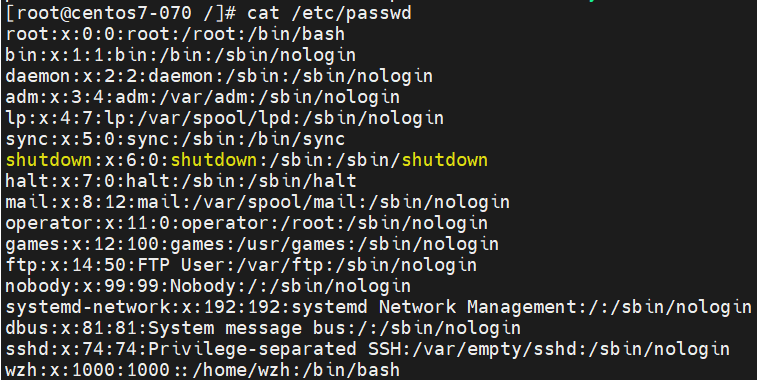 [root@centos7-070 /]# cat /etc/passwd
root:x:0:0:root:/root:/bin/bash
bin:x:1:1:bin:/bin:/sbin/nologin
daemon:x:2:2:daemon:/sbin:/sbin/nologin
adm:x:3:4:adm:/var/adm:/sbin/nologin
lp:x:4:7:lp:/var/spool/lpd:/sbin/nologin
sync:x:5:0:sync:/sbin:/bin/sync
shutdown:x:6:0:shutdown:/sbin:/sbin/shutdown
halt:x:7:0:halt:/sbin:/sbin/halt
mail:x:8:12:mail:/var/spool/mail:/sbin/nologin
operator:x:11:0:operator:/root:/sbin/nologin
games:x:12:100:games:/usr/games:/sbin/nologin
ftp:x:14:50:FTP User:/var/ftp:/sbin/nologin
nobody:x:99:99:Nobody:/:/sbin/nologin
systemd-network:x:192:192:systemd Network Management:/:/sbin/nologin
dbus:x:81:81:System message bus:/:/sbin/nologin
sshd:x:74:74:Privilege-separated SSH:/var/empty/sshd:/sbin/nologin
wzh:x:1000:1000::/home/wzh:/bin/bash